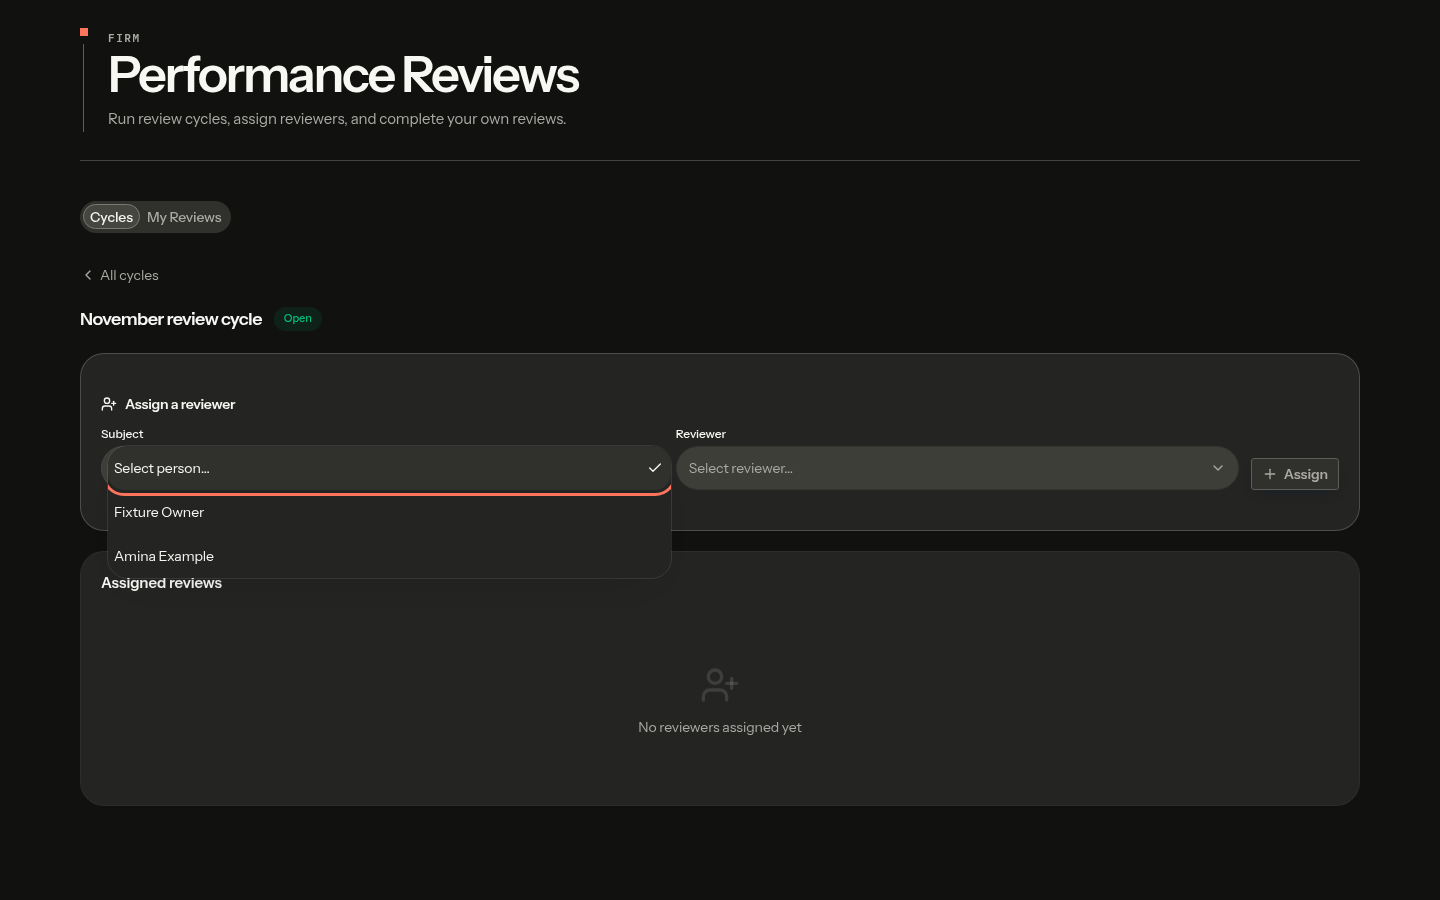 FIRM
Performance Reviews
Run review cycles, assign reviewers, and complete your own reviews.
Cycles My Reviews
All cycles
November review cycle Open
Assign a reviewer
Subject Reviewer
Select person... Select reviewer... Assign
Fixture Owner
Amina Example
Assigned reviews
No reviewers assigned yet